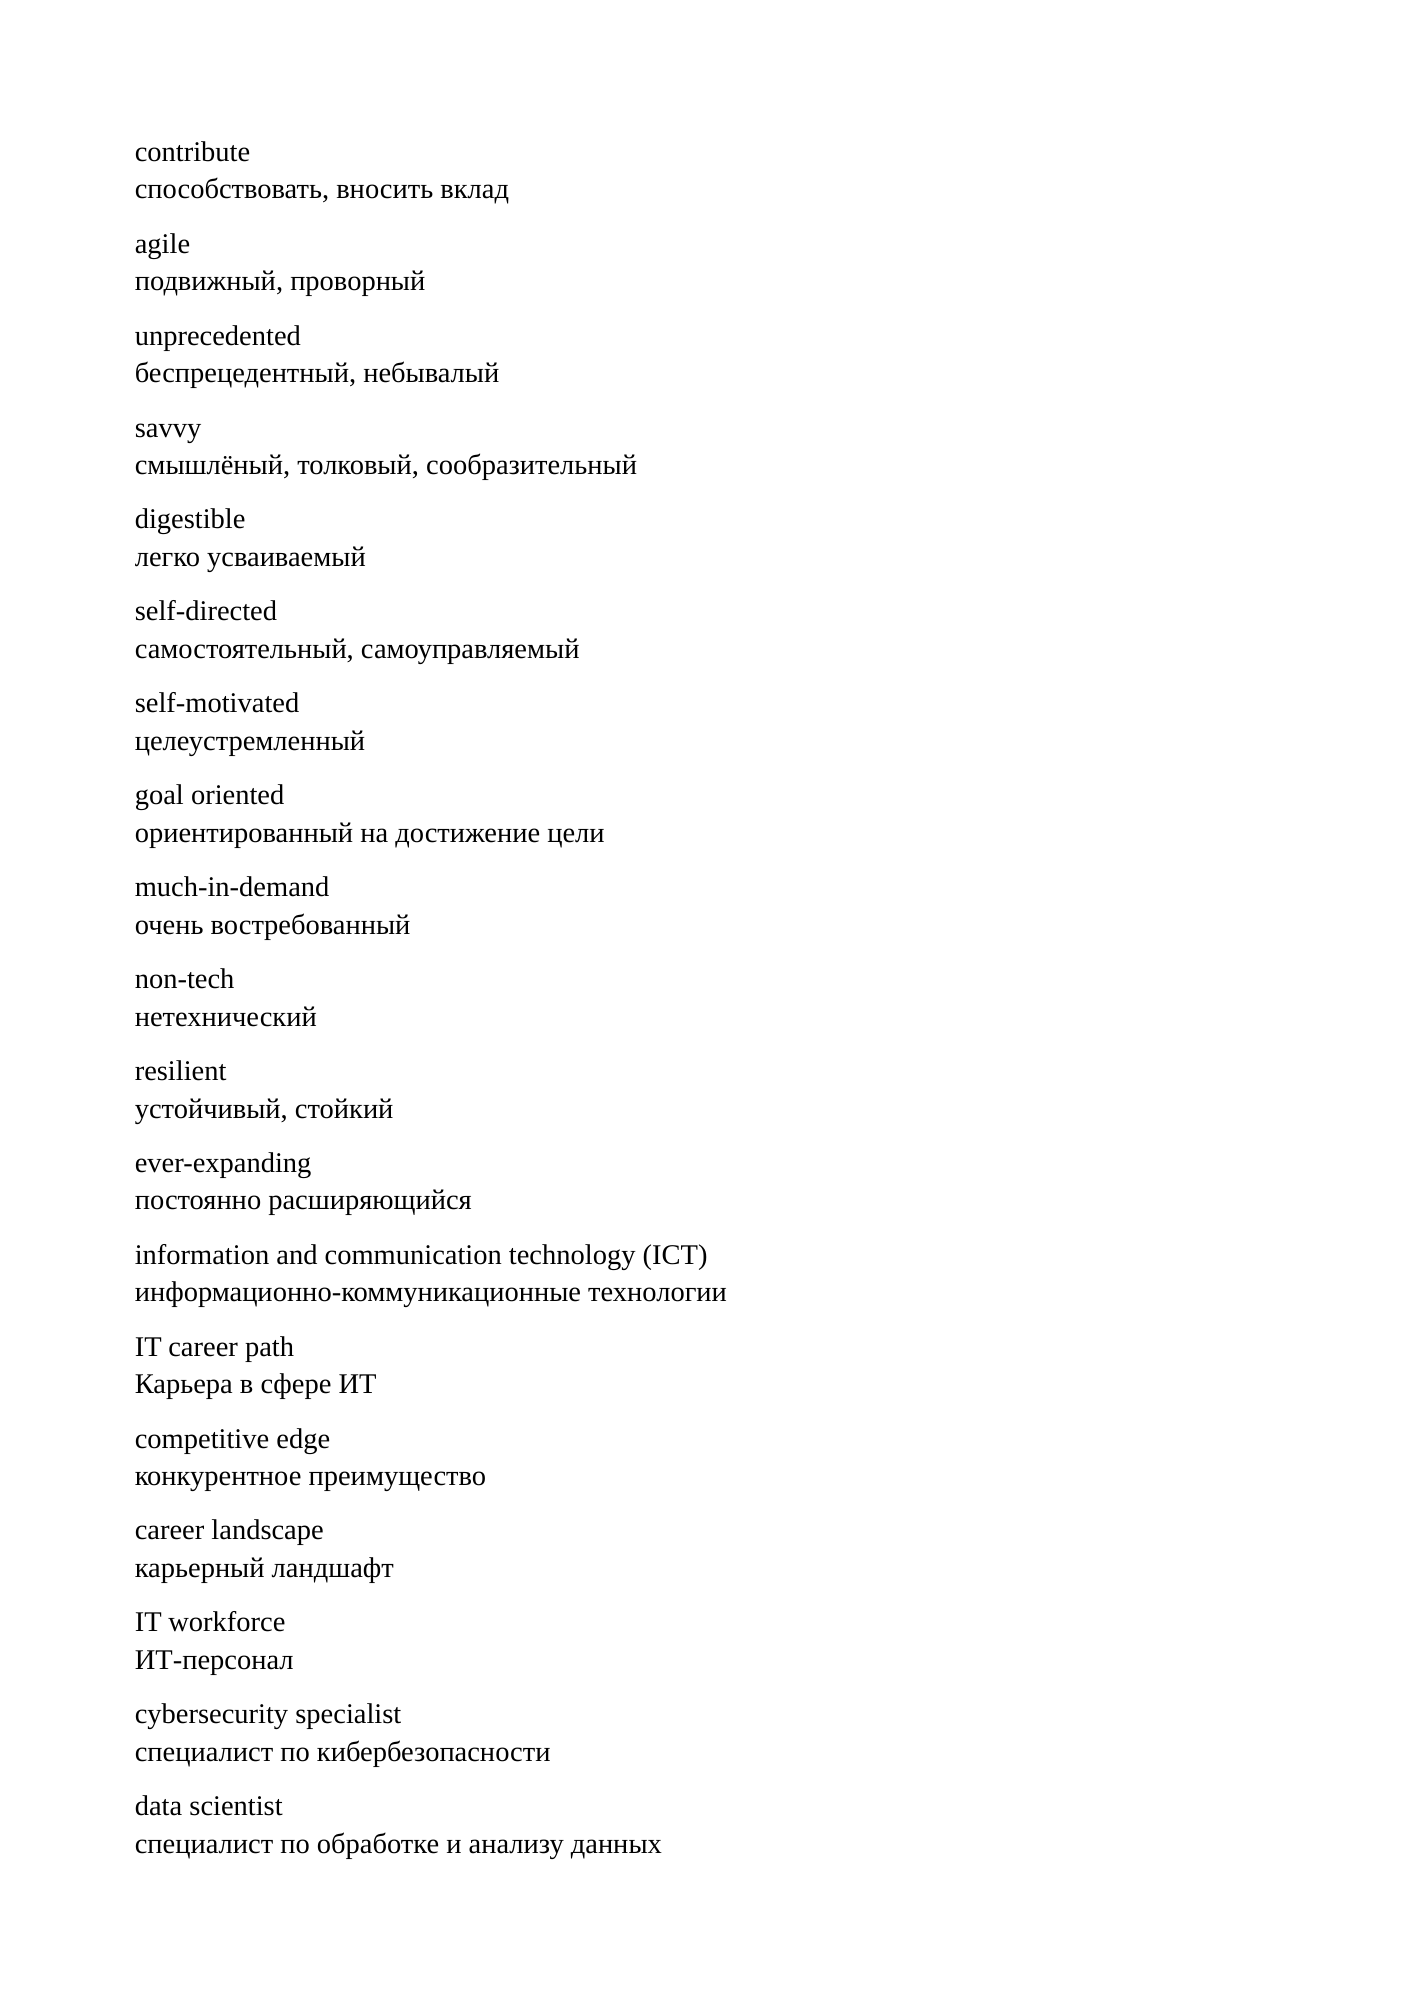 contribute
способствовать, вносить вклад
agile
подвижный, проворный
unprecedented
беспрецедентный, небывалый
savvy
смышлёный, толковый, сообразительный
digestible
легко усваиваемый
self-directed
самостоятельный, самоуправляемый
self-motivated
целеустремленный
goal oriented
ориентированный на достижение цели
much-in-demand
очень востребованный
non-tech
нетехнический
resilient
устойчивый, стойкий
ever-expanding
постоянно расширяющийся
information and communication technology (ICT)
информационно-коммуникационные технологии
IT career path
Карьера в сфере ИТ
competitive edge
конкурентное преимущество
career landscape
карьерный ландшафт
IT workforce
ИТ-персонал
cybersecurity specialist
специалист по кибербезопасности
data scientist
специалист по обработке и анализу данных